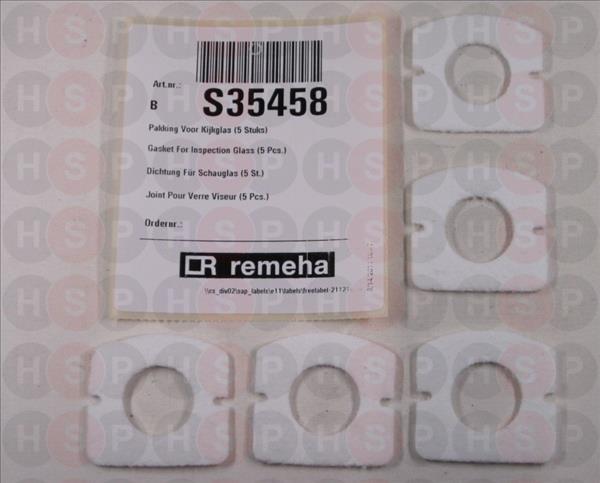 Art.nr.:
B S35458
Pakking Voor Kijkglas (5 Stuks)
Gasket For Inspection Glass (5 Pcs.)
Dichtung Für Schauglas (5 St.)
Joint Pour Verre Viseur (5 Pcs.)
Ordernr.:
remeha
HSP